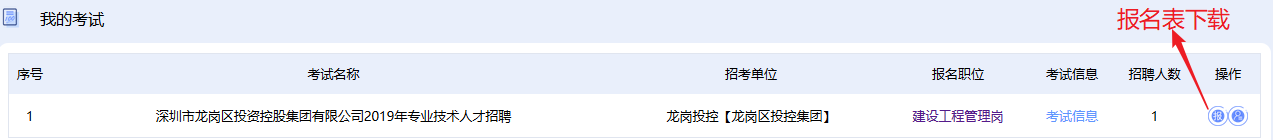 我的考试
报名表下载
序号 考试名称 招考单位 报名职位 考试信息 招聘人数 操作
1 深圳市龙岗区投资控股集团有限公司2019年专业技术人才招聘 龙岗投控【龙岗区投控集团】 建设工程管理岗 考试信息 1 报